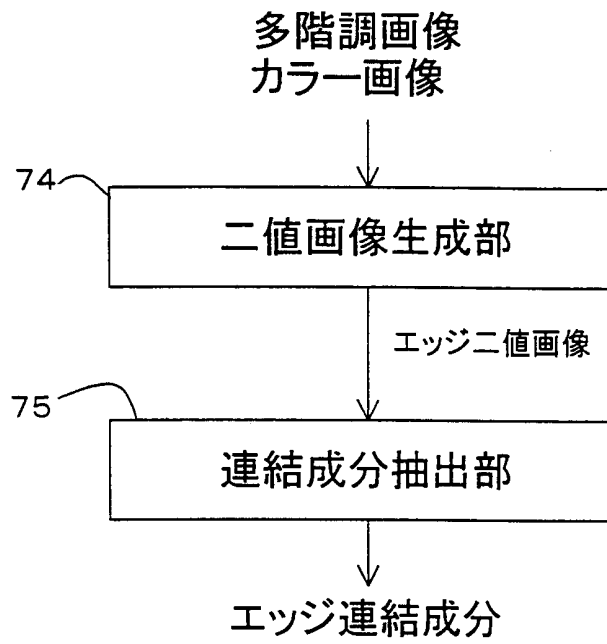 多階調画像
カラー画像
74
二値画像生成部
エッジ二値画像
75
連結成分抽出部
エッジ連結成分